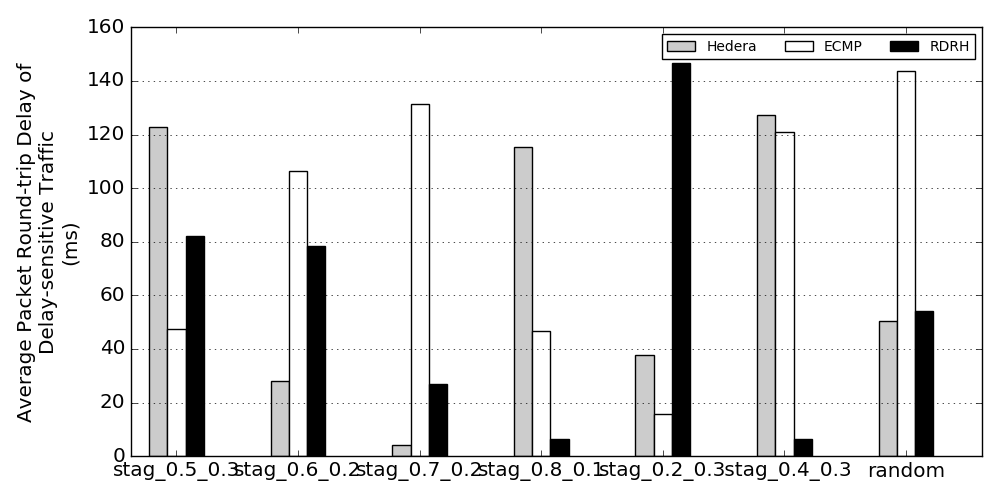 160
140
120
100
80
60
40
20
0
Average Packet Round-trip Delay of
Delay-sensitive Traffic
(ms)
Hedera ECMP RDRH
stag_0.5_0.3 stag_0.6_0.2 stag_0.7_0.2 stag_0.8_0.1 stag_0.2_0.3 stag_0.4_0.3 random